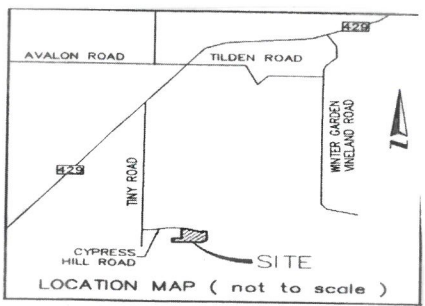 429
AVALON ROAD
TILDEN ROAD
WINTER GARDEN
VINELAND ROAD
N
429
TINY ROAD
CYPRESS
HILL ROAD
SITE
LOCATION MAP ( not to scale )